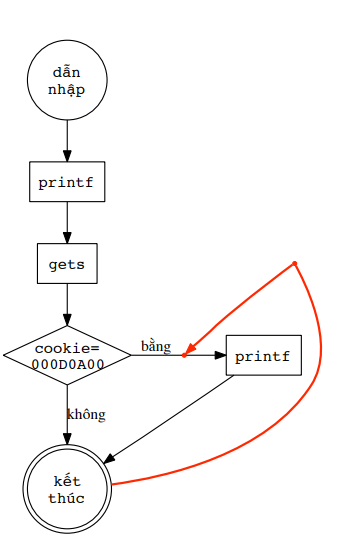 dẫn
nhập
printf
gets
cookie=
000D0A00
bằng
printf
không
kết
thúc